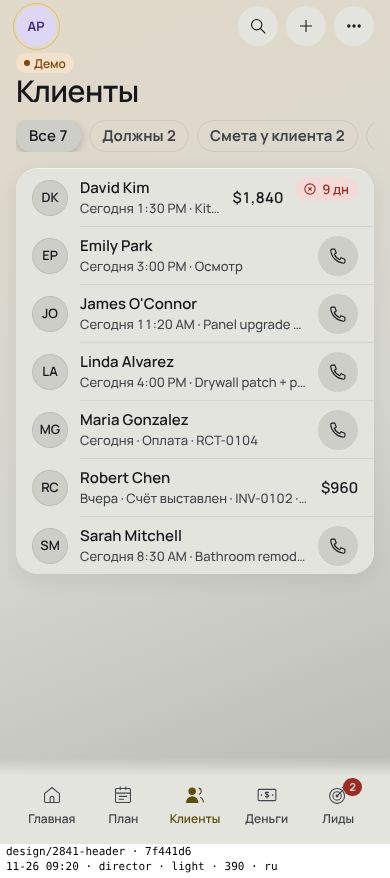 AP
Демо
Клиенты
Все 7
Должны 2
Смета у клиента 2
DK
David Kim
Сегодня 1:30 PM · Kit…
$1,840
9 дн
EP
Emily Park
Сегодня 3:00 PM · Осмотр
JO
James O'Connor
Сегодня 11:20 AM · Panel upgrade …
LA
Linda Alvarez
Сегодня 4:00 PM · Drywall patch + p…
MG
Maria Gonzalez
Сегодня · Оплата · RCT-0104
RC
Robert Chen
Вчера · Счёт выставлен · INV-0102 ·…
$960
SM
Sarah Mitchell
Сегодня 8:30 AM · Bathroom remod…
Главная
План
Клиенты
Деньги
2
Лиды
design/2841-header · 7f441d6
11-26 09:20 · director · light · 390 · ru